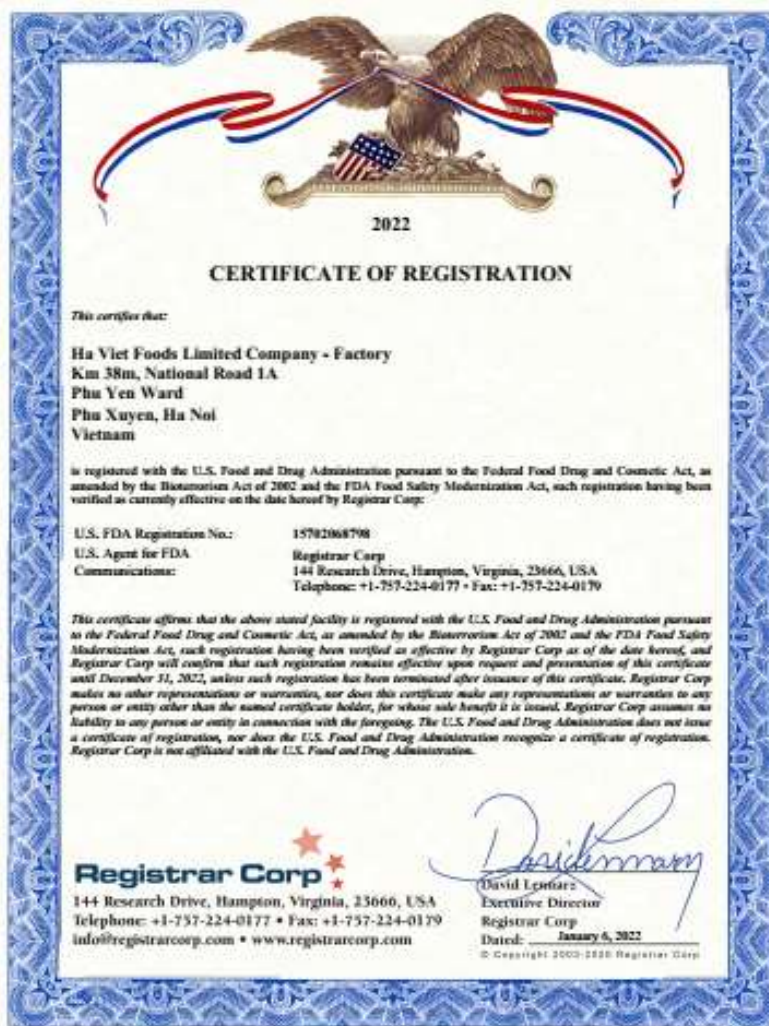 2022
CERTIFICATE OF REGISTRATION
This certifies that:
Ha Viet Foods Limited Company - Factory
Km 38m, National Road 1A
Phu Yen Ward
Phu Xuyen, Ha Noi
Vietnam
is registered with the U.S. Food and Drug Administration pursuant to the Federal Food Drug and Cosmetic Act, as
amended by the Bioterrorism Act of 2002 and the FDA Food Safety Modernization Act, such registration having been
verified as currently effective on the date hereof by Registrar Corp:
U.S. FDA Registration No.: 15702068798
U.S. Agent for FDA Registrar Corp
Communications: 144 Research Drive, Hampton, Virginia, 23666, USA
Telephone: +1-757-224-0177 • Fax: +1-757-224-0179
This certificate affirms that the above stated facility is registered with the U.S. Food and Drug Administration pursuant
to the Federal Food Drug and Cosmetic Act, as amended by the Bioterrorism Act of 2002 and the FDA Food Safety
Modernization Act, such registration having been verified as effective by Registrar Corp as of the date hereof, and
Registrar Corp will confirm that such registration remains effective upon request and presentation of this certificate
until December 31, 2022, unless such registration has been terminated after issuance of this certificate. Registrar Corp
makes no other representations or warranties, nor does this certificate make any representations or warranties to any
person or entity other than the named certificate holder, for whose sole benefit it is issued. Registrar Corp assumes no
liability to any person or entity in connection with the foregoing. The U.S. Food and Drug Administration does not issue
a certificate of registration, nor does the U.S. Food and Drug Administration recognize a certificate of registration.
Registrar Corp is not affiliated with the U.S. Food and Drug Administration.
Registrar Corp
144 Research Drive, Hampton, Virginia, 23666, USA
Telephone: +1-757-224-0177 • Fax: +1-757-224-0179
info@registrarcorp.com • www.registrarcorp.com
David Lennarz
David Lennarz
Executive Director
Registrar Corp
Dated: January 6, 2022
© Copyright 2003-2020 Registrar Corp